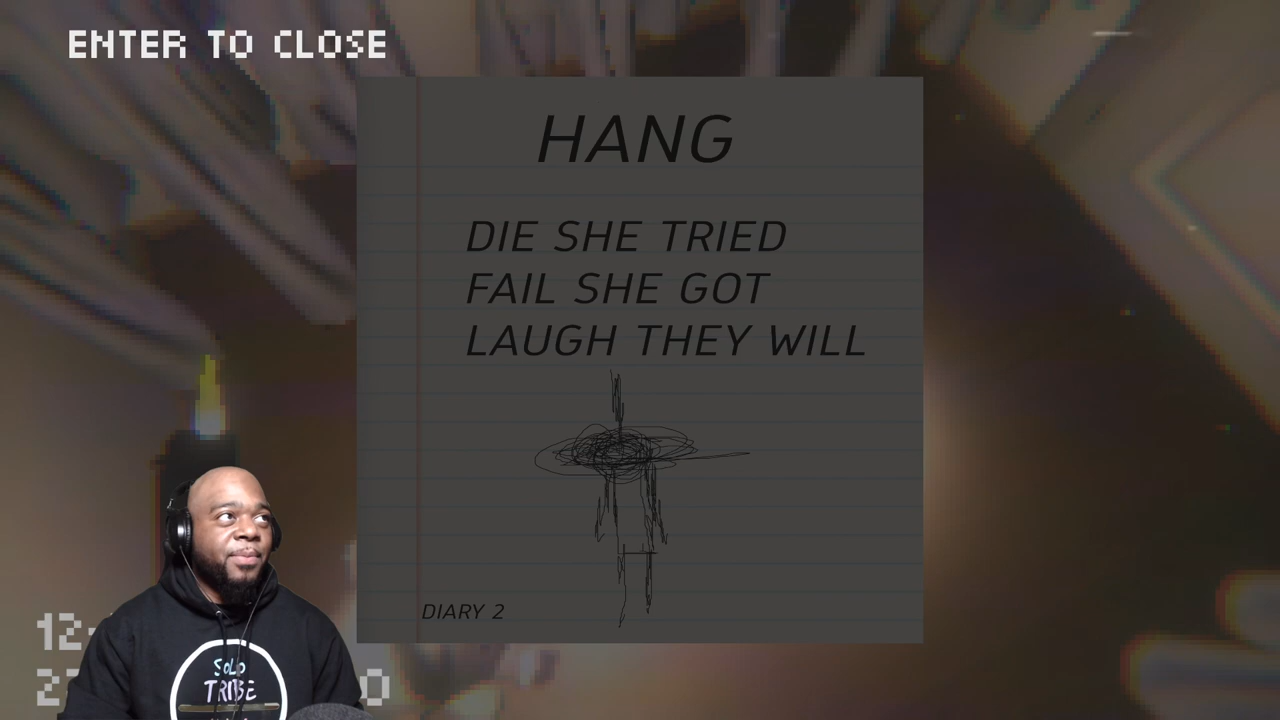 ENTER TO CLOSE
HANG
DIE SHE TRIED
FAIL SHE GOT
LAUGH THEY WILL
DIARY 2
SOLO
TRIBE